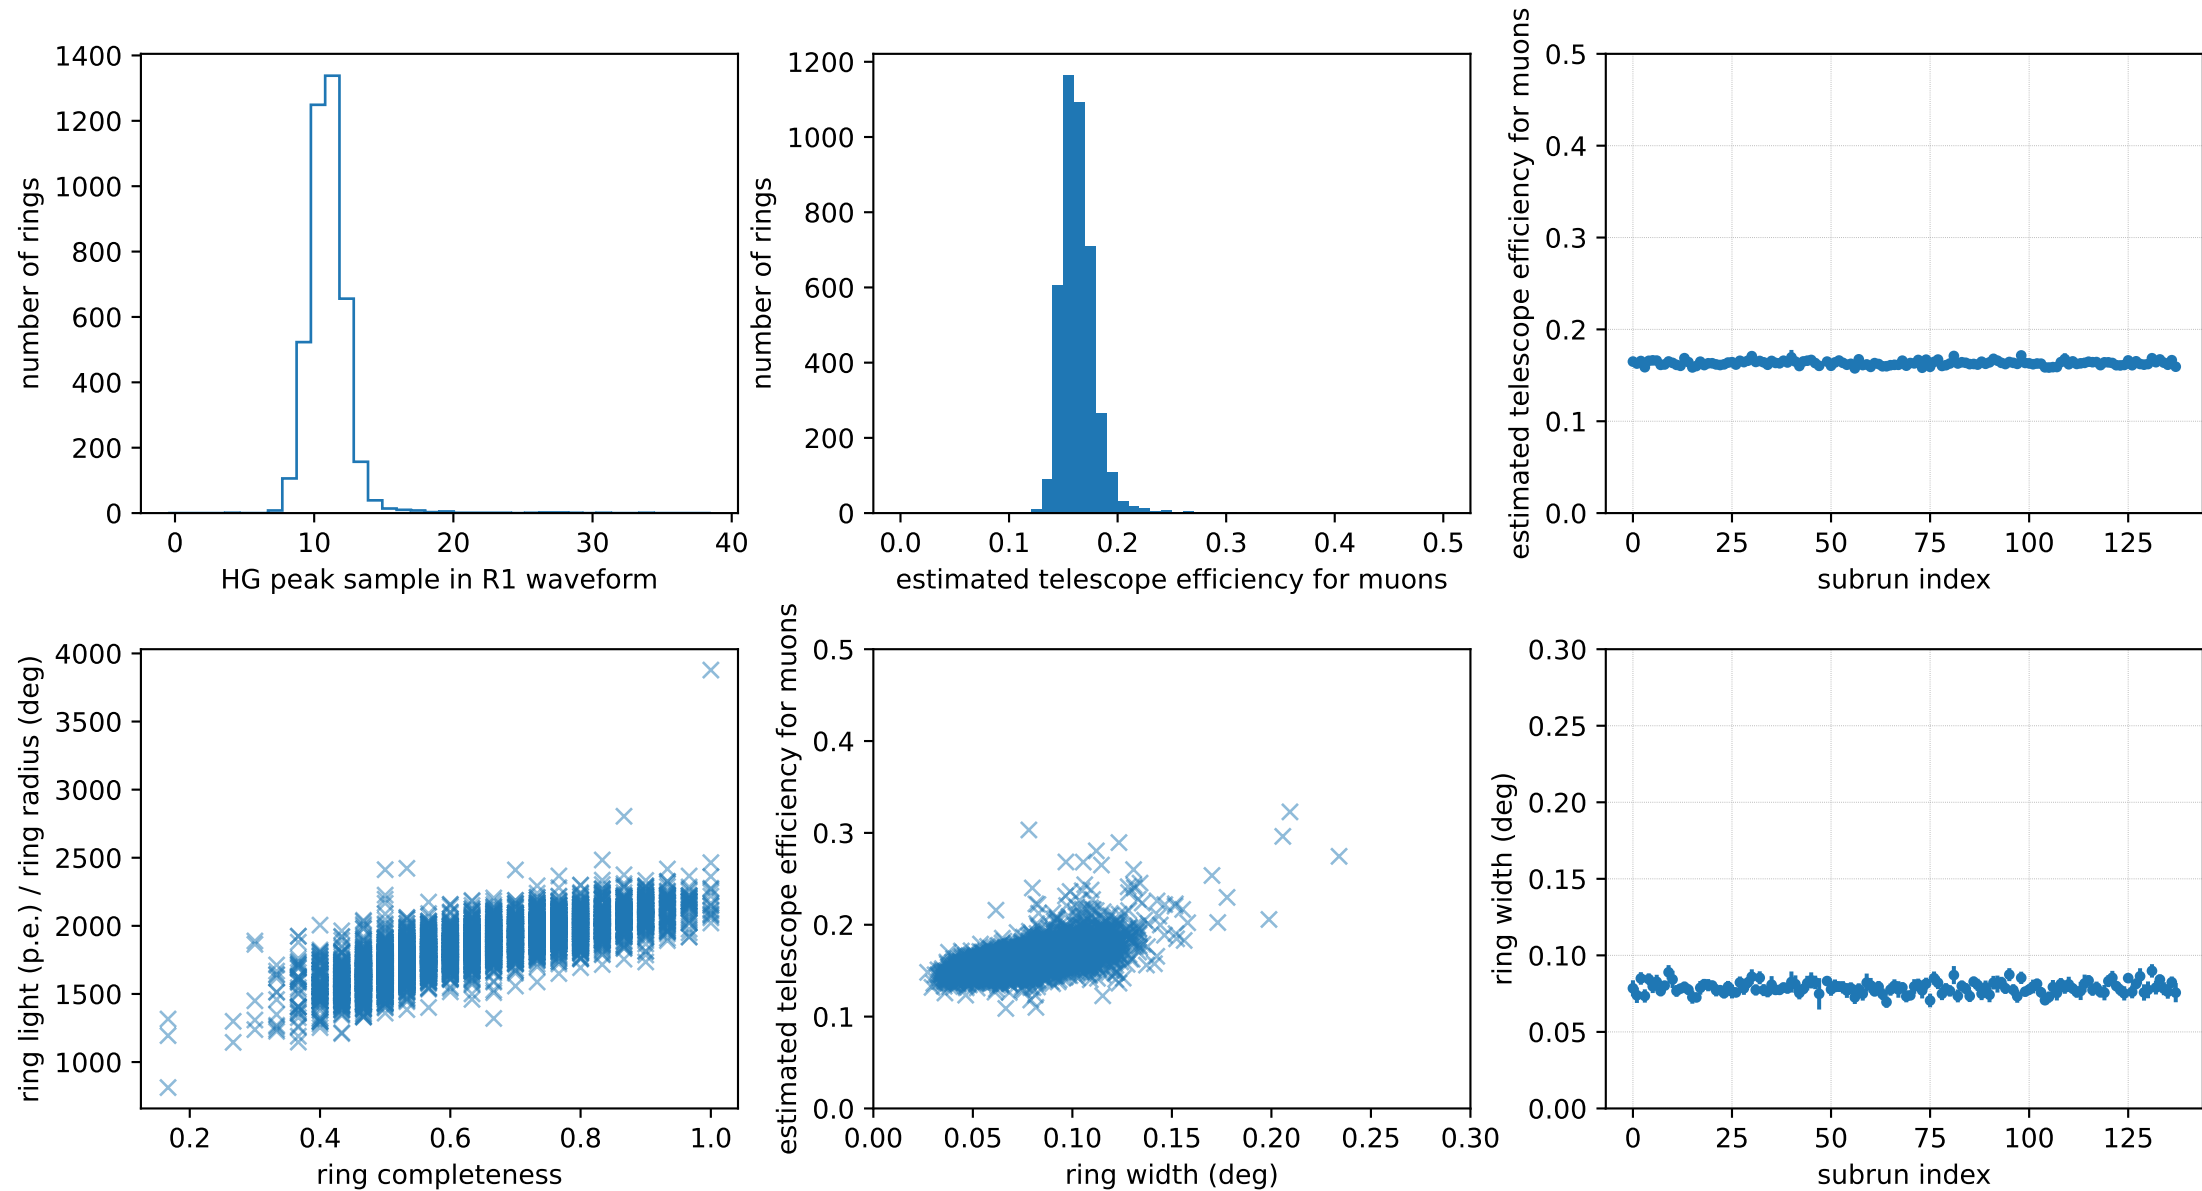 1400
1200
1000
800
600
400
200
0
number of rings
0 10 20 30 40
HG peak sample in R1 waveform
1200
1000
800
600
400
200
0
number of rings
0.0 0.1 0.2 0.3 0.4 0.5
estimated telescope efficiency for muons
0.5
0.4
0.3
0.2
0.1
0.0
estimated telescope efficiency for muons
0 25 50 75 100 125
subrun index
4000
3500
3000
2500
2000
1500
1000
ring light (p.e.) / ring radius (deg)
0.2 0.4 0.6 0.8 1.0
ring completeness
0.5
0.4
0.3
0.2
0.1
0.0
estimated telescope efficiency for muons
0.00 0.05 0.10 0.15 0.20 0.25 0.30
ring width (deg)
0.30
0.25
0.20
0.15
0.10
0.05
0.00
ring width (deg)
0 25 50 75 100 125
subrun index